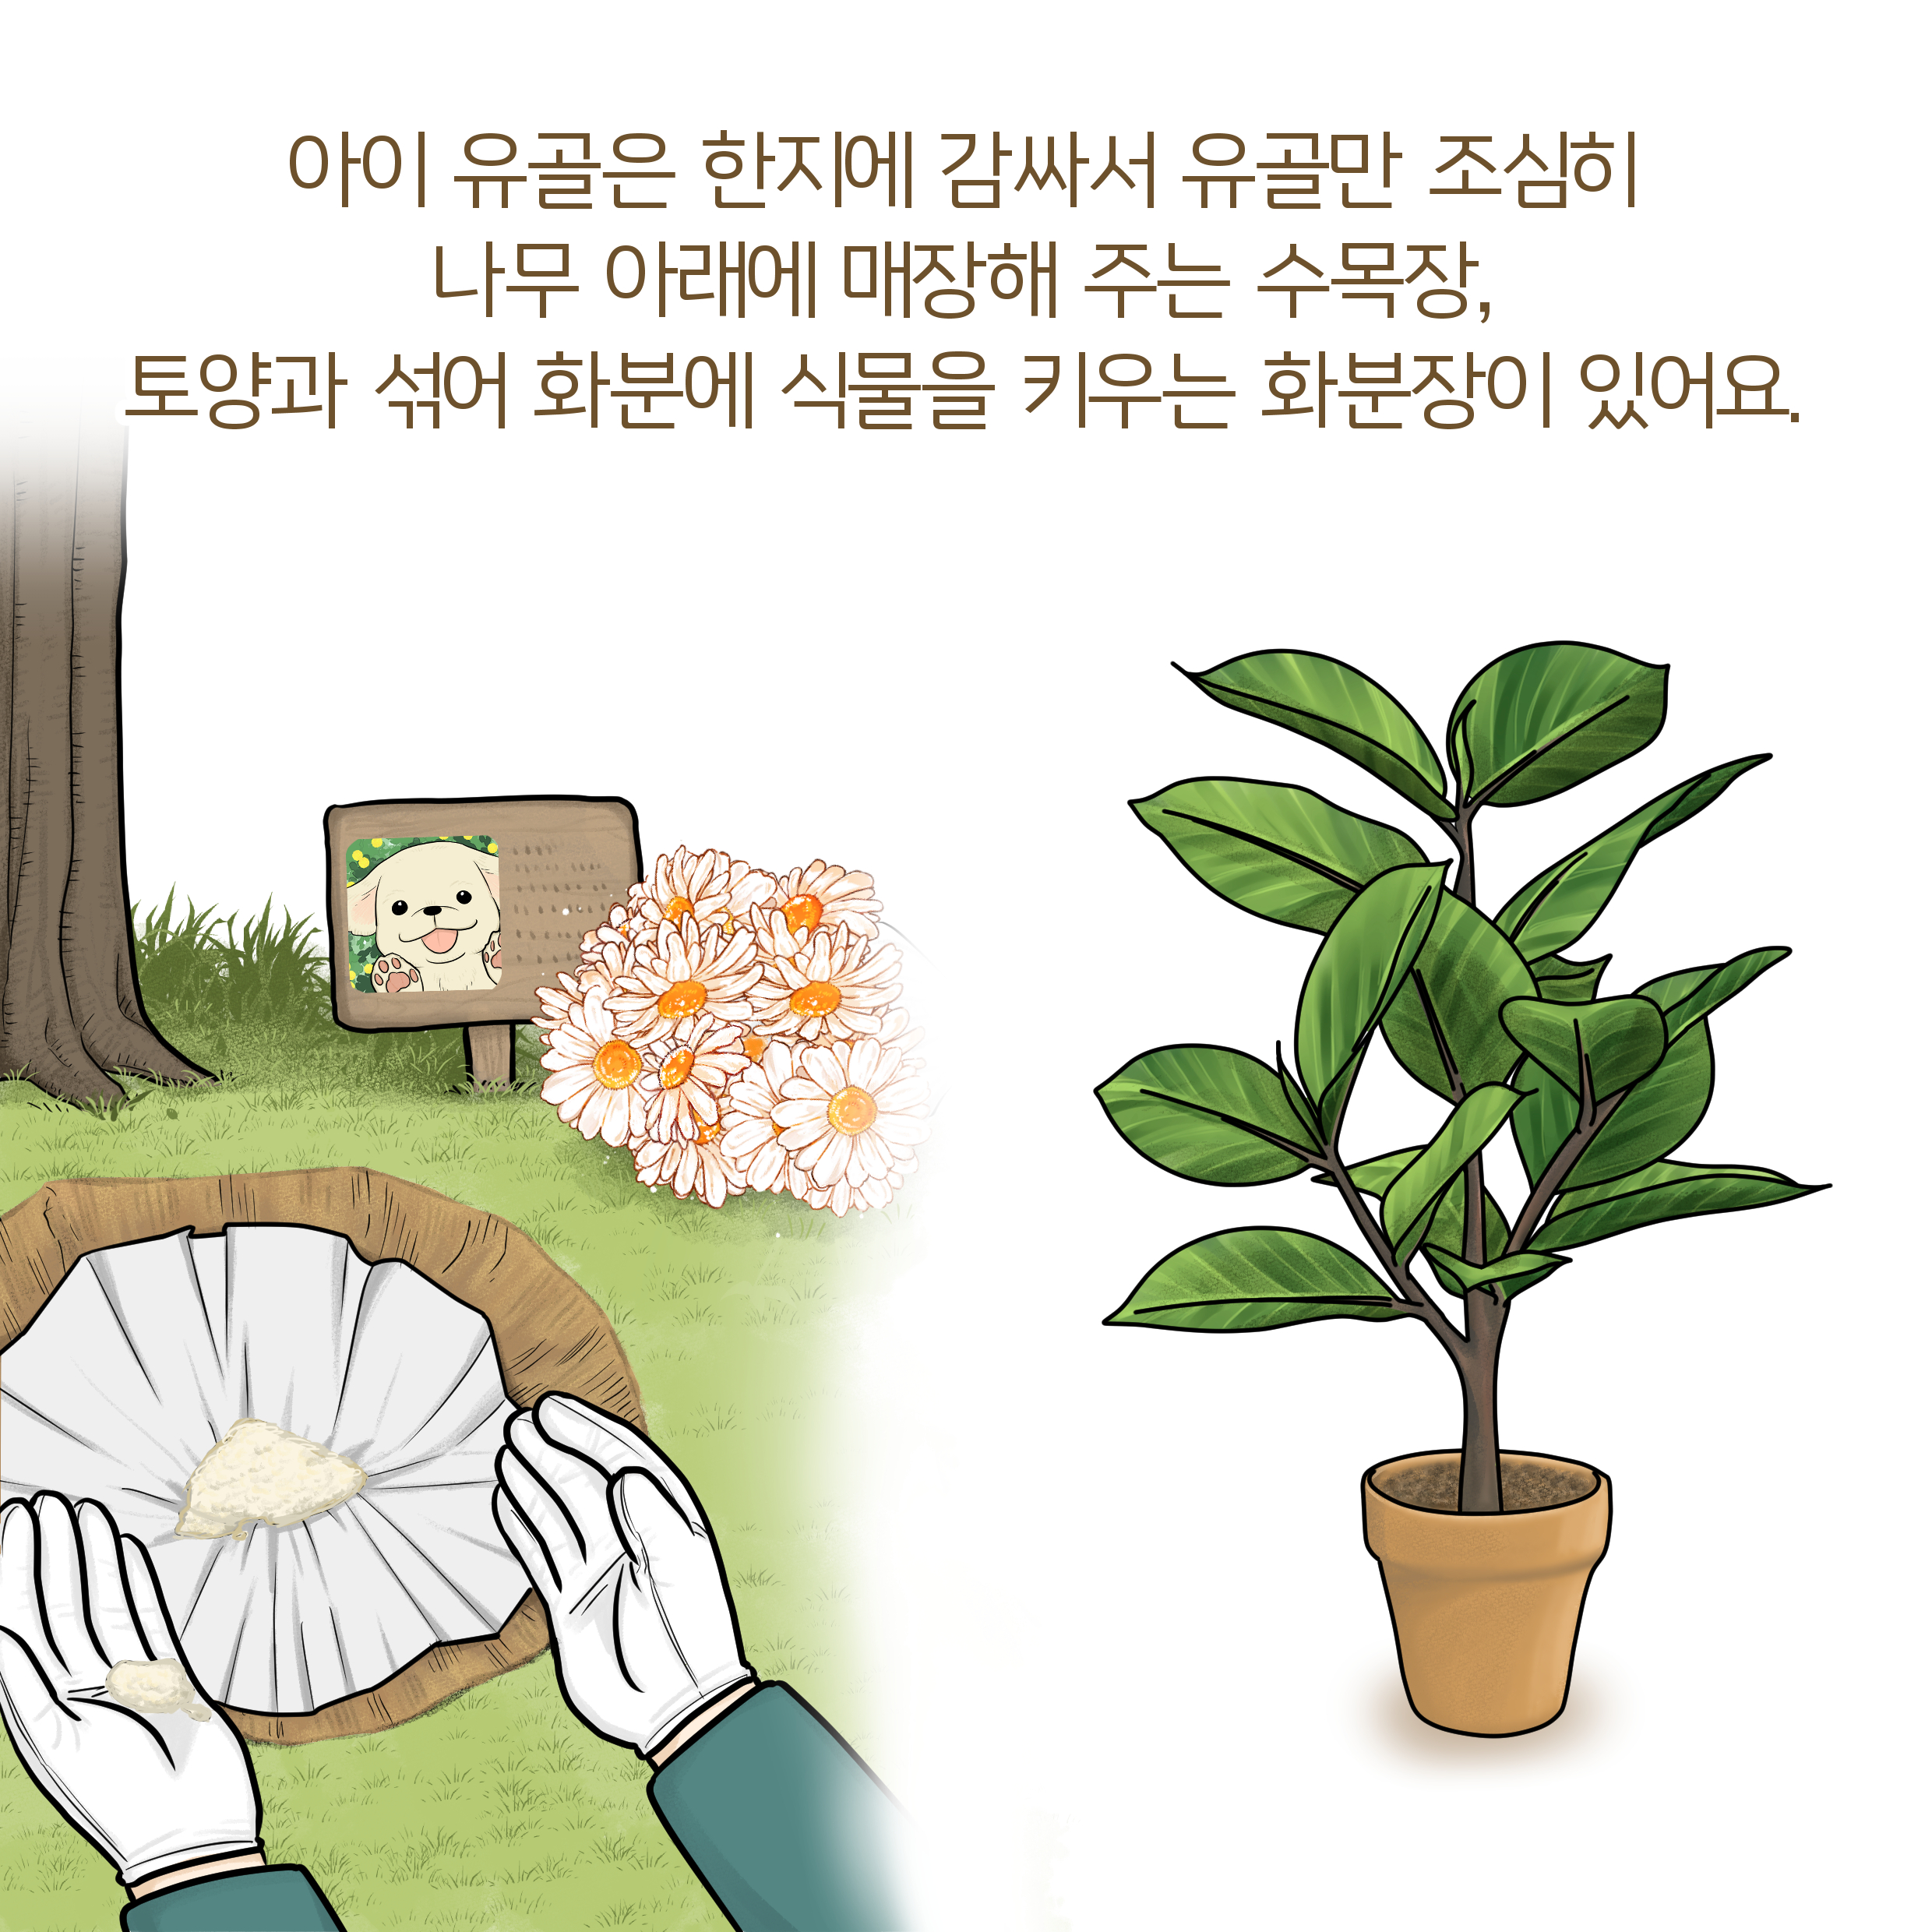 아이 유골은 한지에 감싸서 유골만 조심히
나무 아래에 매장해 주는 수목장,
토양과 섞어 화분에 식물을 키우는 화분장이 있어요.